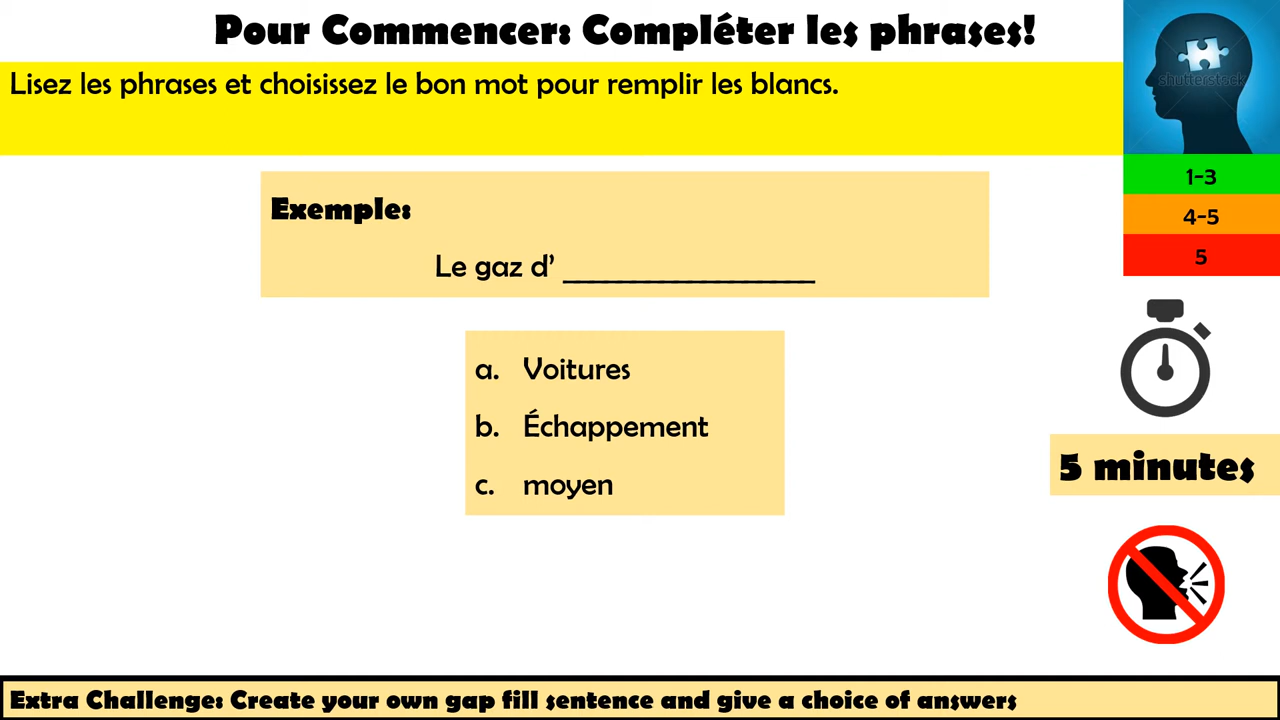 Pour Commencer: Compléter les phrases!
Lisez les phrases et choisissez le bon mot pour remplir les blancs.
shutterstock
1-3
4-5
5
Exemple:
Le gaz d’ __________________
a. Voitures
b. Échappement
c. moyen
5 minutes
Extra Challenge: Create your own gap fill sentence and give a choice of answers